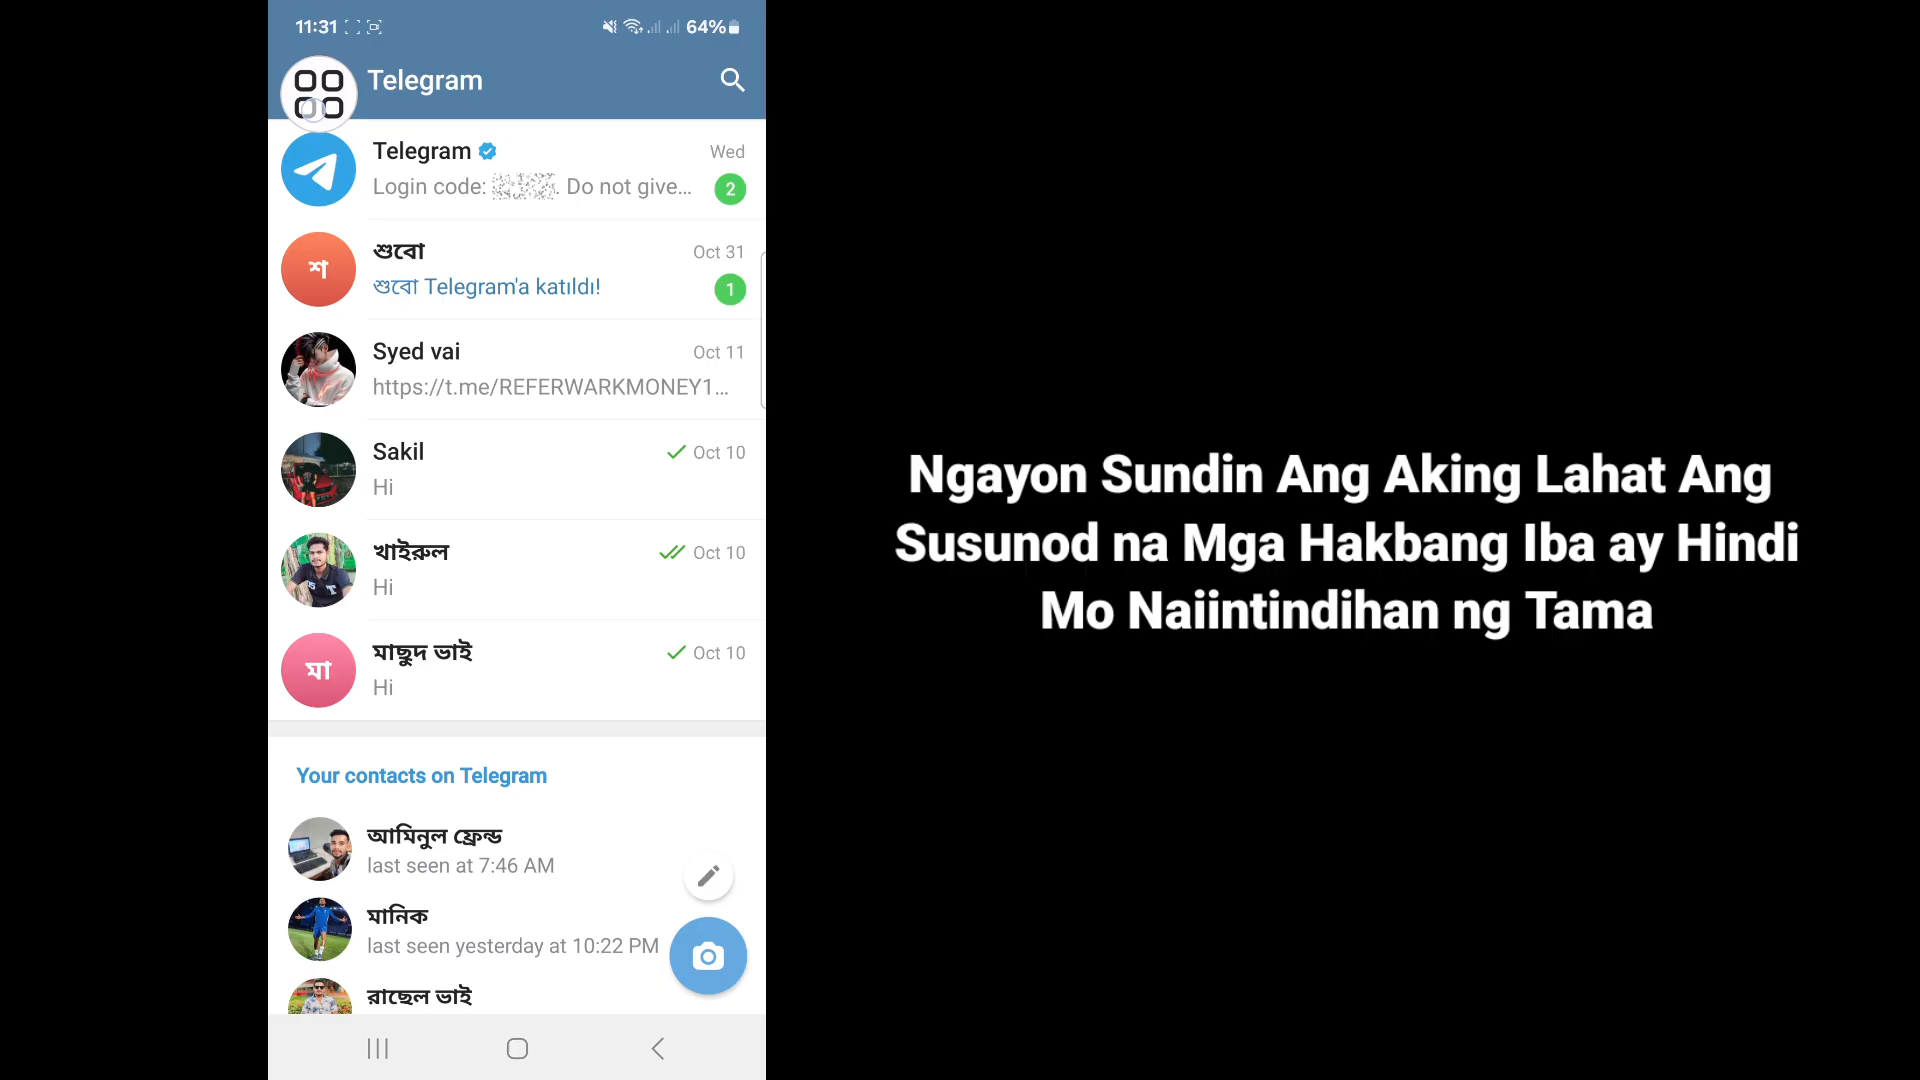 11:31
64%
Telegram
Telegram
Wed
Login code: . Do not give...
2
শুবো
Oct 31
শুবো Telegram'a katıldı!
1
Syed vai
Oct 11
https://t.me/REFERWARKMONEY1...
Sakil
Oct 10
Hi
খাইরুল
Oct 10
Hi
মাছুদ ভাই
Oct 10
Hi
শ
মা
Your contacts on Telegram
আমিনুল ফ্রেন্ড
last seen at 7:46 AM
মানিক
last seen yesterday at 10:22 PM
রাছেল ভাই
Ngayon Sundin Ang Aking Lahat Ang
Susunod na Mga Hakbang Iba ay Hindi
Mo Naiintindihan ng Tama